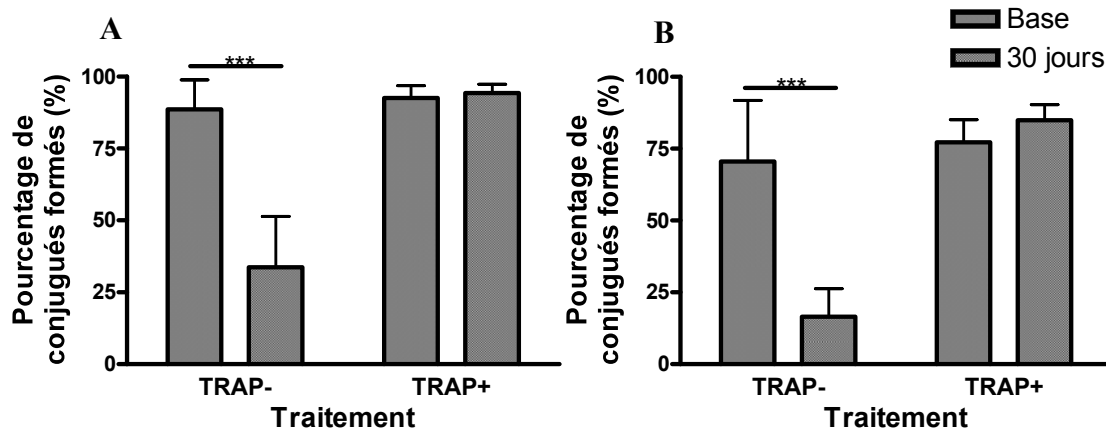 A
Pourcentage de
conjugués formés (%)
100
75
50
25
0
***
TRAP-
TRAP+
Traitement
B
Base
30 jours
Pourcentage de
conjugués formés (%)
100
75
50
25
0
***
TRAP-
TRAP+
Traitement